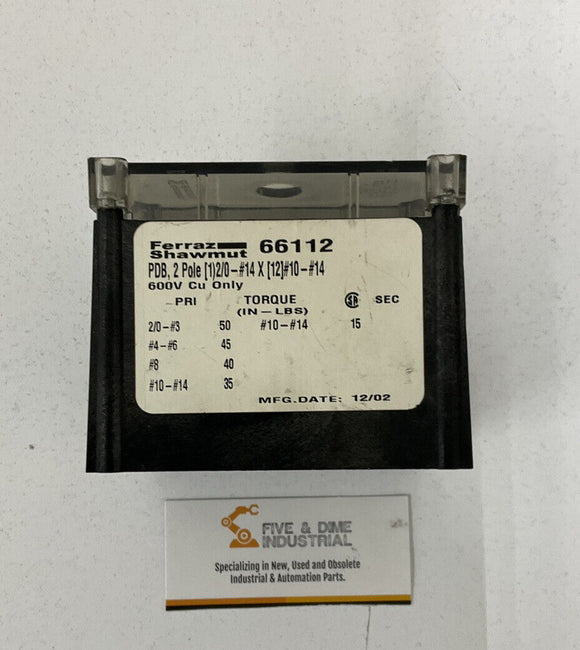 Ferraz
Shawmut 66112
PDB, 2 Pole [1]2/0-#14 X [12]#10-#14
600V Cu Only
PRI TORQUE SA SEC
(IN-LBS)
2/0-#3 50 #10-#14 15
#4-#6 45
#8 40
#10-#14 35
MFG.DATE: 12/02
FIVE & DIME
INDUSTRIAL
Specializing in New, Used and Obsolete
Industrial & Automation Parts.